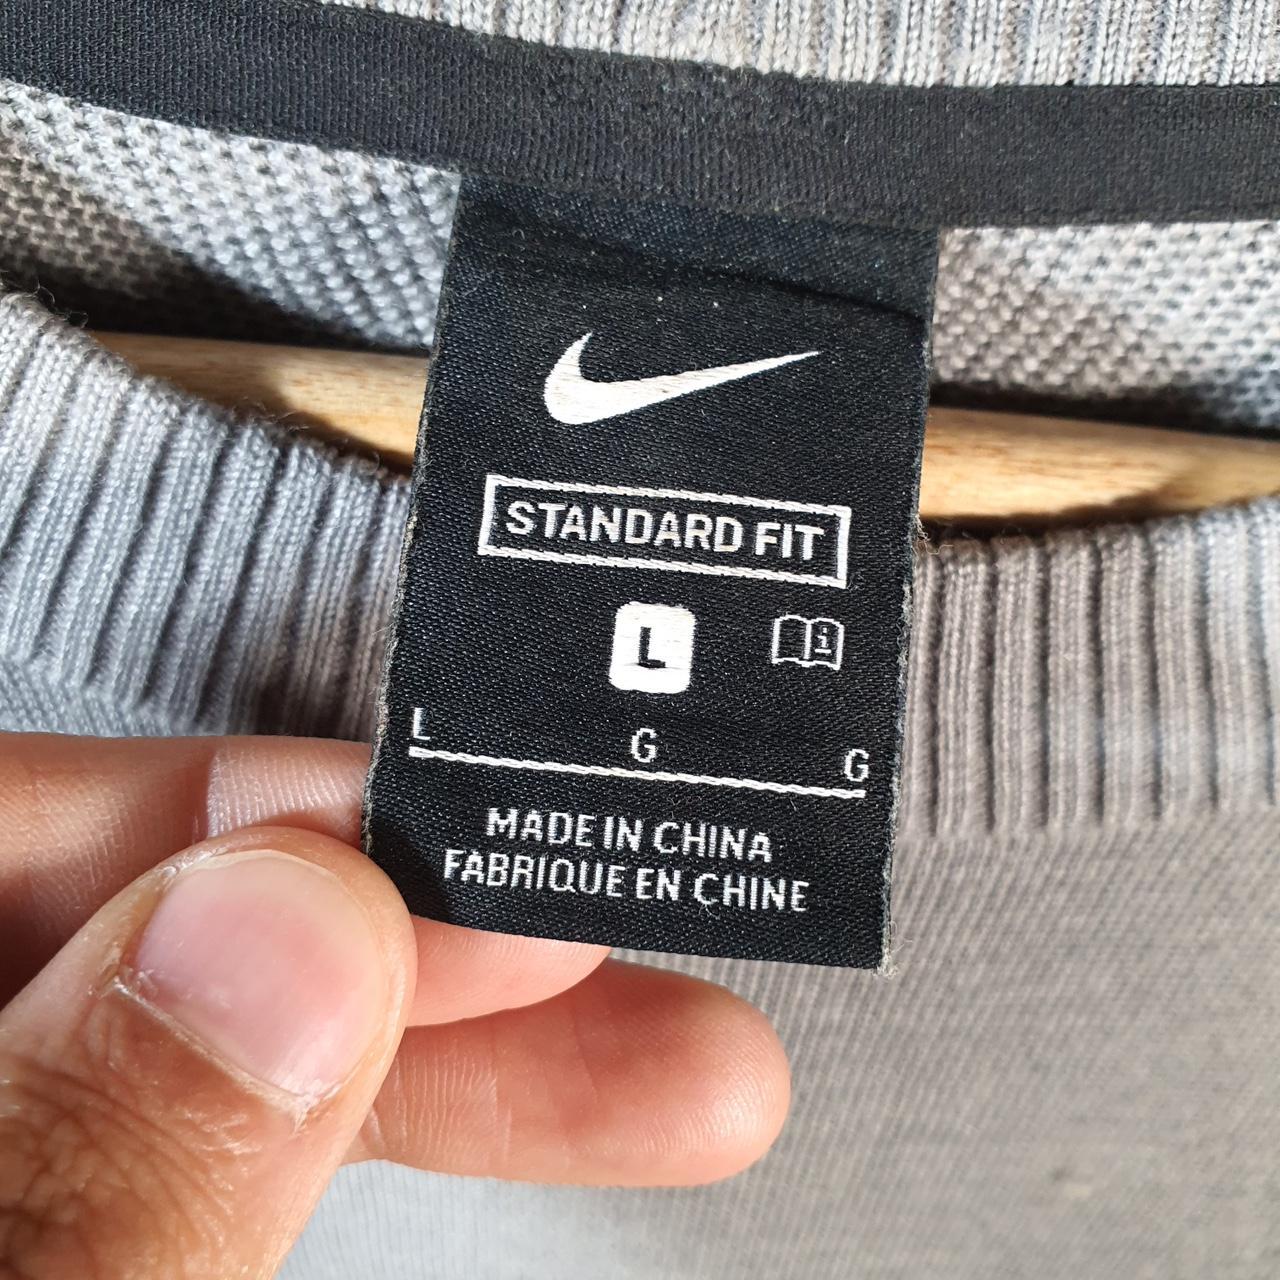 STANDARD FIT
L i
L G G
MADE IN CHINA
FABRIQUE EN CHINE